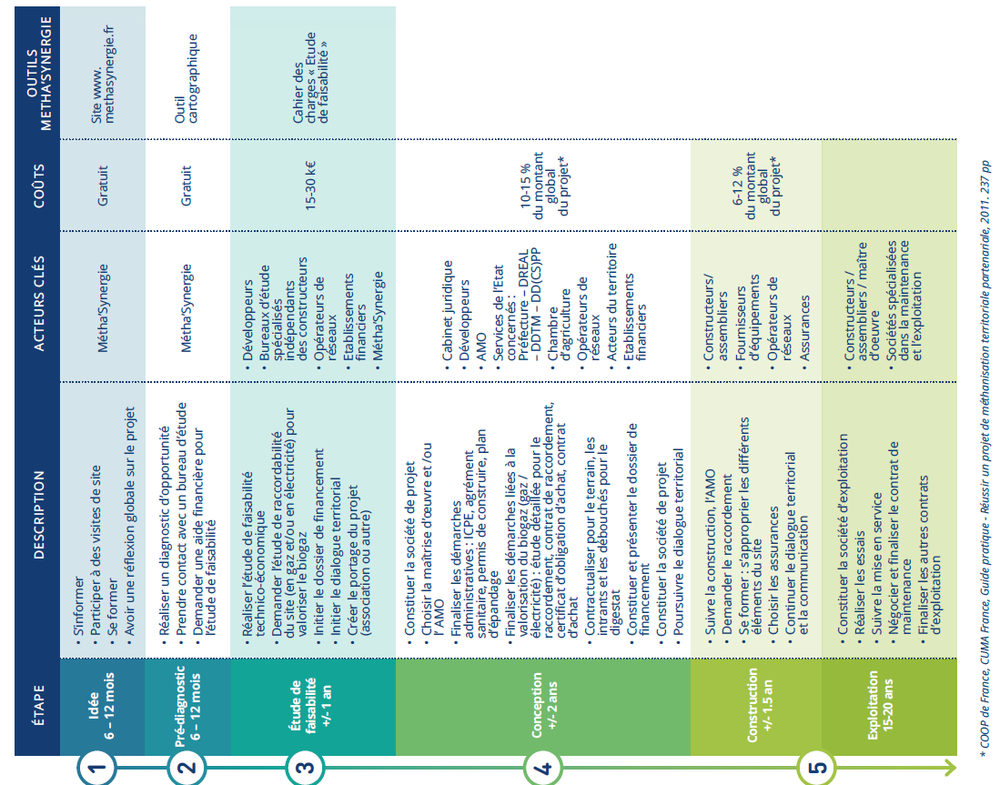 ÉTAPE
DESCRIPTION
ACTEURS CLÉS
COÛTS
OUTILS
METHA'SYNERGIE
1
Idée
6 – 12 mois
• S'informer
• Participer à des visites de site
• Se former
• Avoir une réflexion globale sur le projet
Métha'Synergie
Gratuit
Site www.
methasynergie.fr
2
Pré-diagnostic
6 – 12 mois
• Réaliser un diagnostic d'opportunité
• Prendre contact avec un bureau d'étude
• Demander une aide financière pour
l'étude de faisabilité
Métha'Synergie
Gratuit
Outil
cartographique
3
Étude de
faisabilité
+/- 1 an
• Réaliser l'étude de faisabilité
technico-économique
• Demander l'étude de raccordabilité
du site (en gaz et/ou en électricité) pour
valoriser le biogaz
• Initier le dossier de financement
• Initier le dialogue territorial
• Créer le portage du projet
(association ou autre)
• Développeurs
• Bureaux d'étude
spécialisés
indépendants
des constructeurs
• Opérateurs de
réseaux
• Etablissements
financiers
• Métha'Synergie
15-30 k€
Cahier des
charges « Etude
de faisabilité »
4
Conception
+/- 2 ans
• Constituer la société de projet
• Choisir la maîtrise d'œuvre et /ou
l' AMO
• Finaliser les démarches
administratives : ICPE, agrément
sanitaire, permis de construire, plan
d'épandage
• Finaliser les démarches liées à la
valorisation du biogaz (gaz /
électricité) : étude détaillée pour le
raccordement, contrat de raccordement,
certificat d'obligation d'achat, contrat
d'achat
• Contractualiser pour le terrain, les
intrants et les débouchés pour le
digestat
• Constituer et présenter le dossier de
financement
• Constituer la société de projet
• Poursuivre le dialogue territorial
• Cabinet juridique
• Développeurs
• AMO
• Services de l'Etat
concernés :
Préfecture – DREAL
– DDTM – DD(CS)PP
• Chambre
d'agriculture
• Opérateurs de
réseaux
• Acteurs du territoire
• Etablissements
financiers
10-15 %
du montant
global
du projet*
5
Construction
+/- 1.5 an
• Suivre la construction, l'AMO
• Demander le raccordement
• Se former : s'approprier les différents
éléments du site
• Choisir les assurances
• Continuer le dialogue territorial
et la communication
• Constructeurs/
assembliers
• Fournisseurs
d'équipements
• Opérateurs de
réseaux
• Assurances
6-12 %
du montant
global
du projet*
Exploitation
15-20 ans
• Constituer la société d'exploitation
• Réaliser les essais
• Suivre la mise en service
• Négocier et finaliser le contrat de
maintenance
• Finaliser les autres contrats
d'exploitation
• Constructeurs /
assembliers / maître
d'oeuvre
• Sociétés spécialisées
dans la maintenance
et l'exploitation
* COOP de France, CUMA France, Guide pratique - Réussir un projet de méthanisation territoriale partenariale, 2011. 237 pp